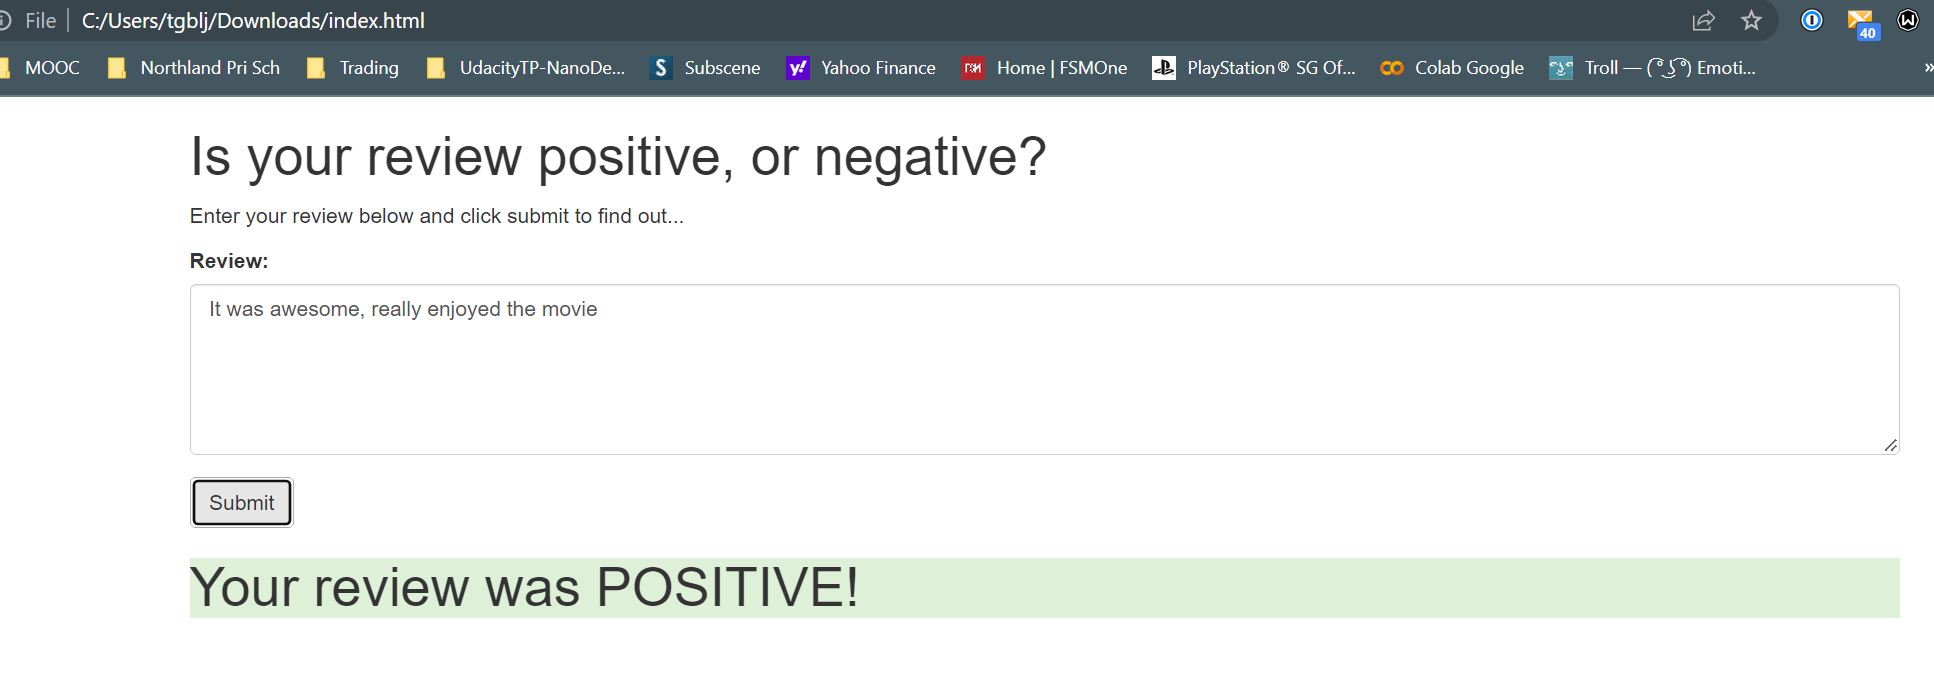 File C:/Users/tgblj/Downloads/index.html
40
MOOC Northland Pri Sch Trading UdacityTP-NanoDe... S Subscene y! Yahoo Finance Home | FSMOne PlayStation® SG Of... Colab Google Troll — ( ͡° ͜ʖ ͡°) Emoti... »
Is your review positive, or negative?
Enter your review below and click submit to find out...
Review:
It was awesome, really enjoyed the movie
Submit
Your review was POSITIVE!